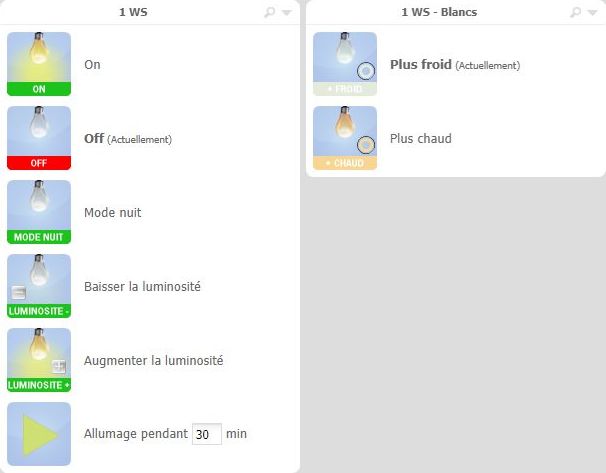 1 WS
ON
On
OFF
Off (Actuellement)
MODE NUIT
Mode nuit
LUMINOSITE -
Baisser la luminosité
LUMINOSITE +
Augmenter la luminosité
Allumage pendant 30 min
1 WS - Blancs
+ FROID
Plus froid (Actuellement)
+ CHAUD
Plus chaud